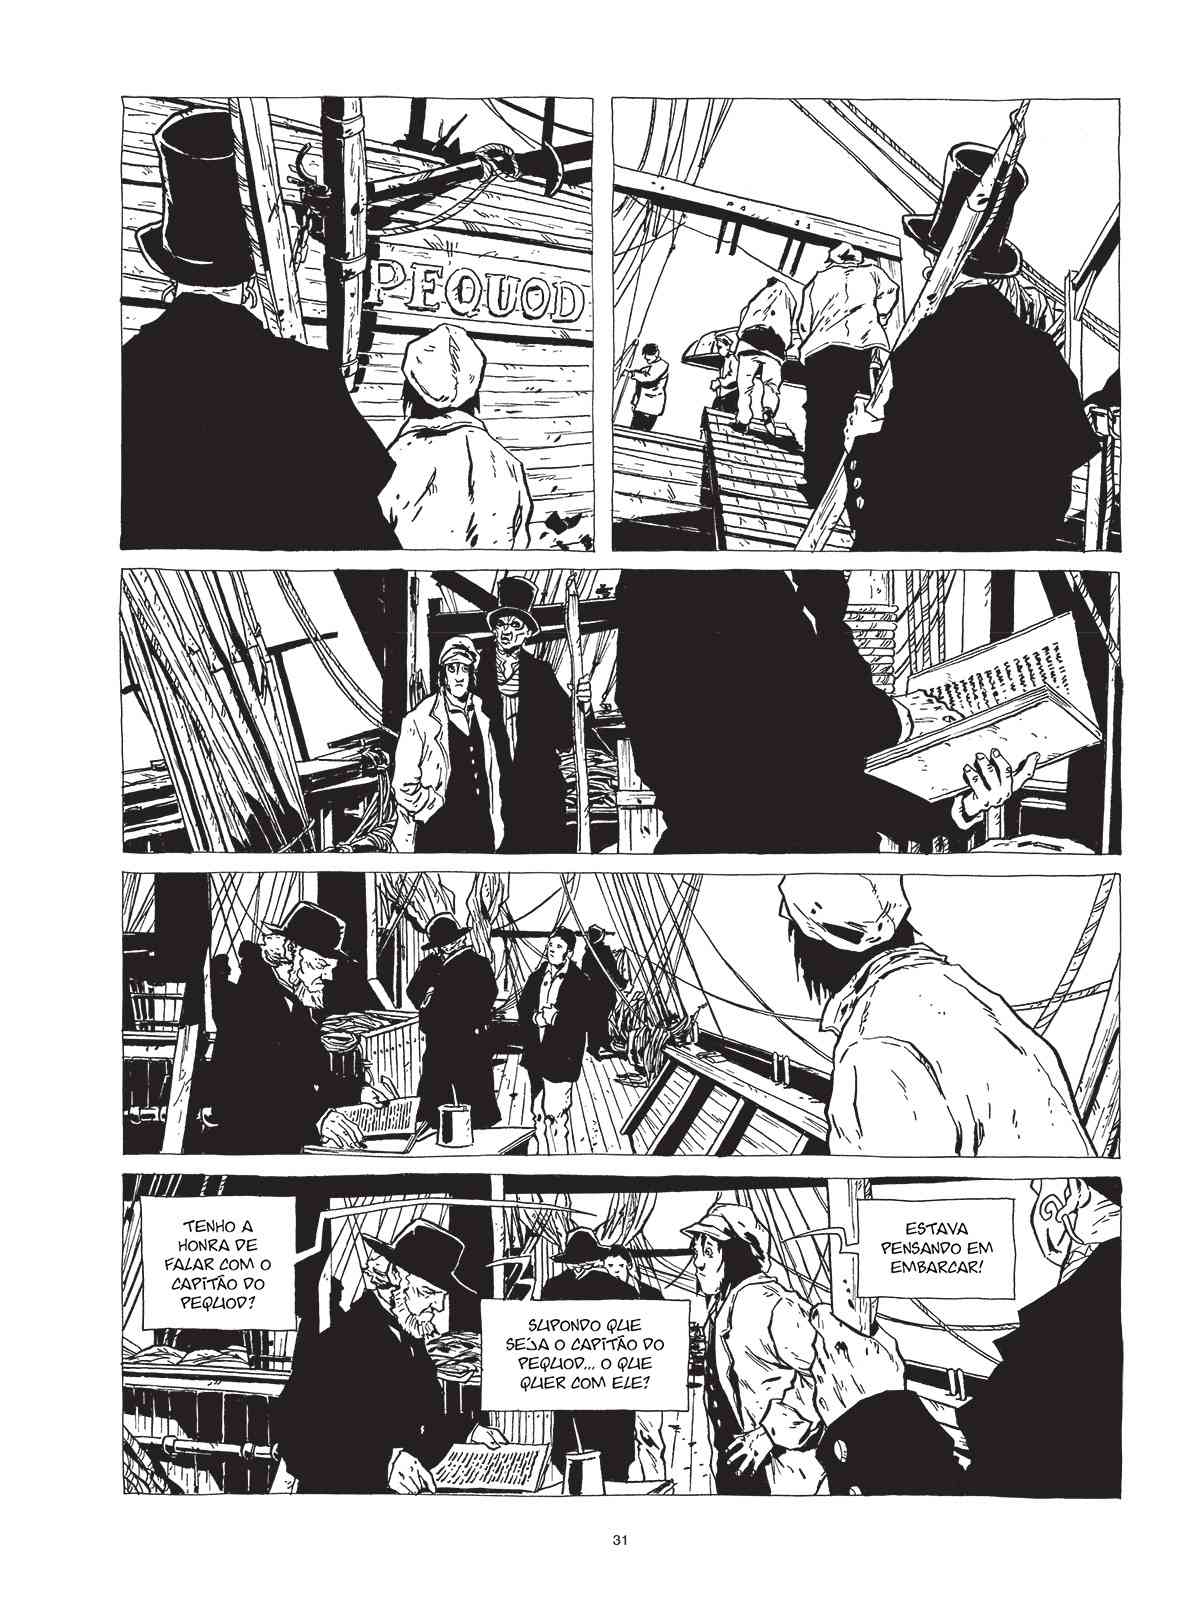 PEQUOD
TENHO A
HONRA DE
FALAR COM O
CAPITÃO DO
PEQUOD?
SUPONDO QUE
SEJA O CAPITÃO DO
PEQUOD... O QUE
QUER COM ELE?
ESTAVA
PENSANDO EM
EMBARCAR!
31